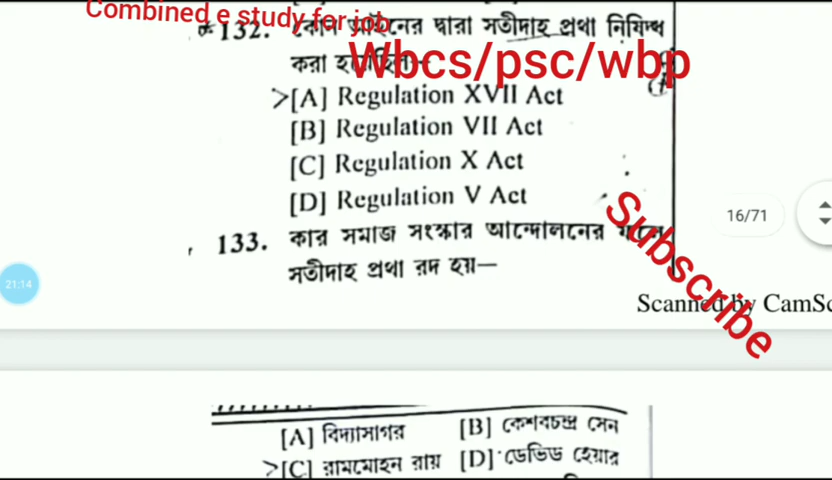 Combined e study for job
132. কোন আইনের দ্বারা সতীদাহ প্রথা নিষিদ্ধ
করা
Wbcs/psc/wbp
>[A] Regulation XVII Act
[B] Regulation VII Act
[C] Regulation X Act
[D] Regulation V Act
16/71
133. কার সমাজ সংস্কার আন্দোলনের
সতীদাহ প্রথা রদ হয়—
Subscribe
21:14
Scanned by CamSc
[A] বিদ্যাসাগর [B] কেশবচন্দ্র সেন
>[C] রামমোহন রায় [D] ডেভিড হেয়ার